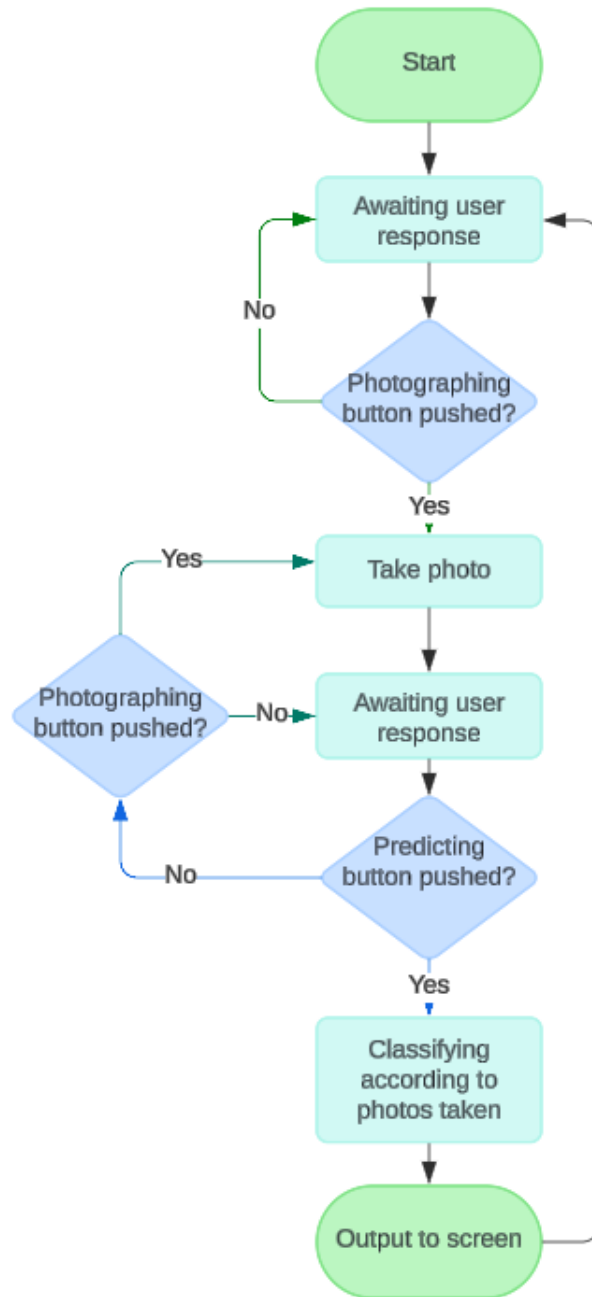 Start
Awaiting user
response
No
Photographing
button pushed?
Yes
Yes
Take photo
Photographing
button pushed?
No
Awaiting user
response
Predicting
button pushed?
No
Yes
Classifying
according to
photos taken
Output to screen